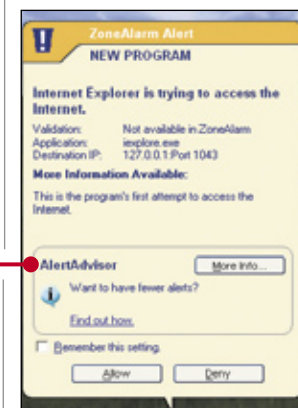 ZoneAlarm Alert
NEW PROGRAM
Internet Explorer is trying to access the
Internet.
Validation: Not available in ZoneAlarm
Application: iexplore.exe
Destination IP: 127.0.0.1:Port 1043
More Information Available:
This is the program's first attempt to access the
Internet.
AlertAdvisor More Info...
Want to have fewer alerts?
Find out how.
Remember this setting.
Allow Deny